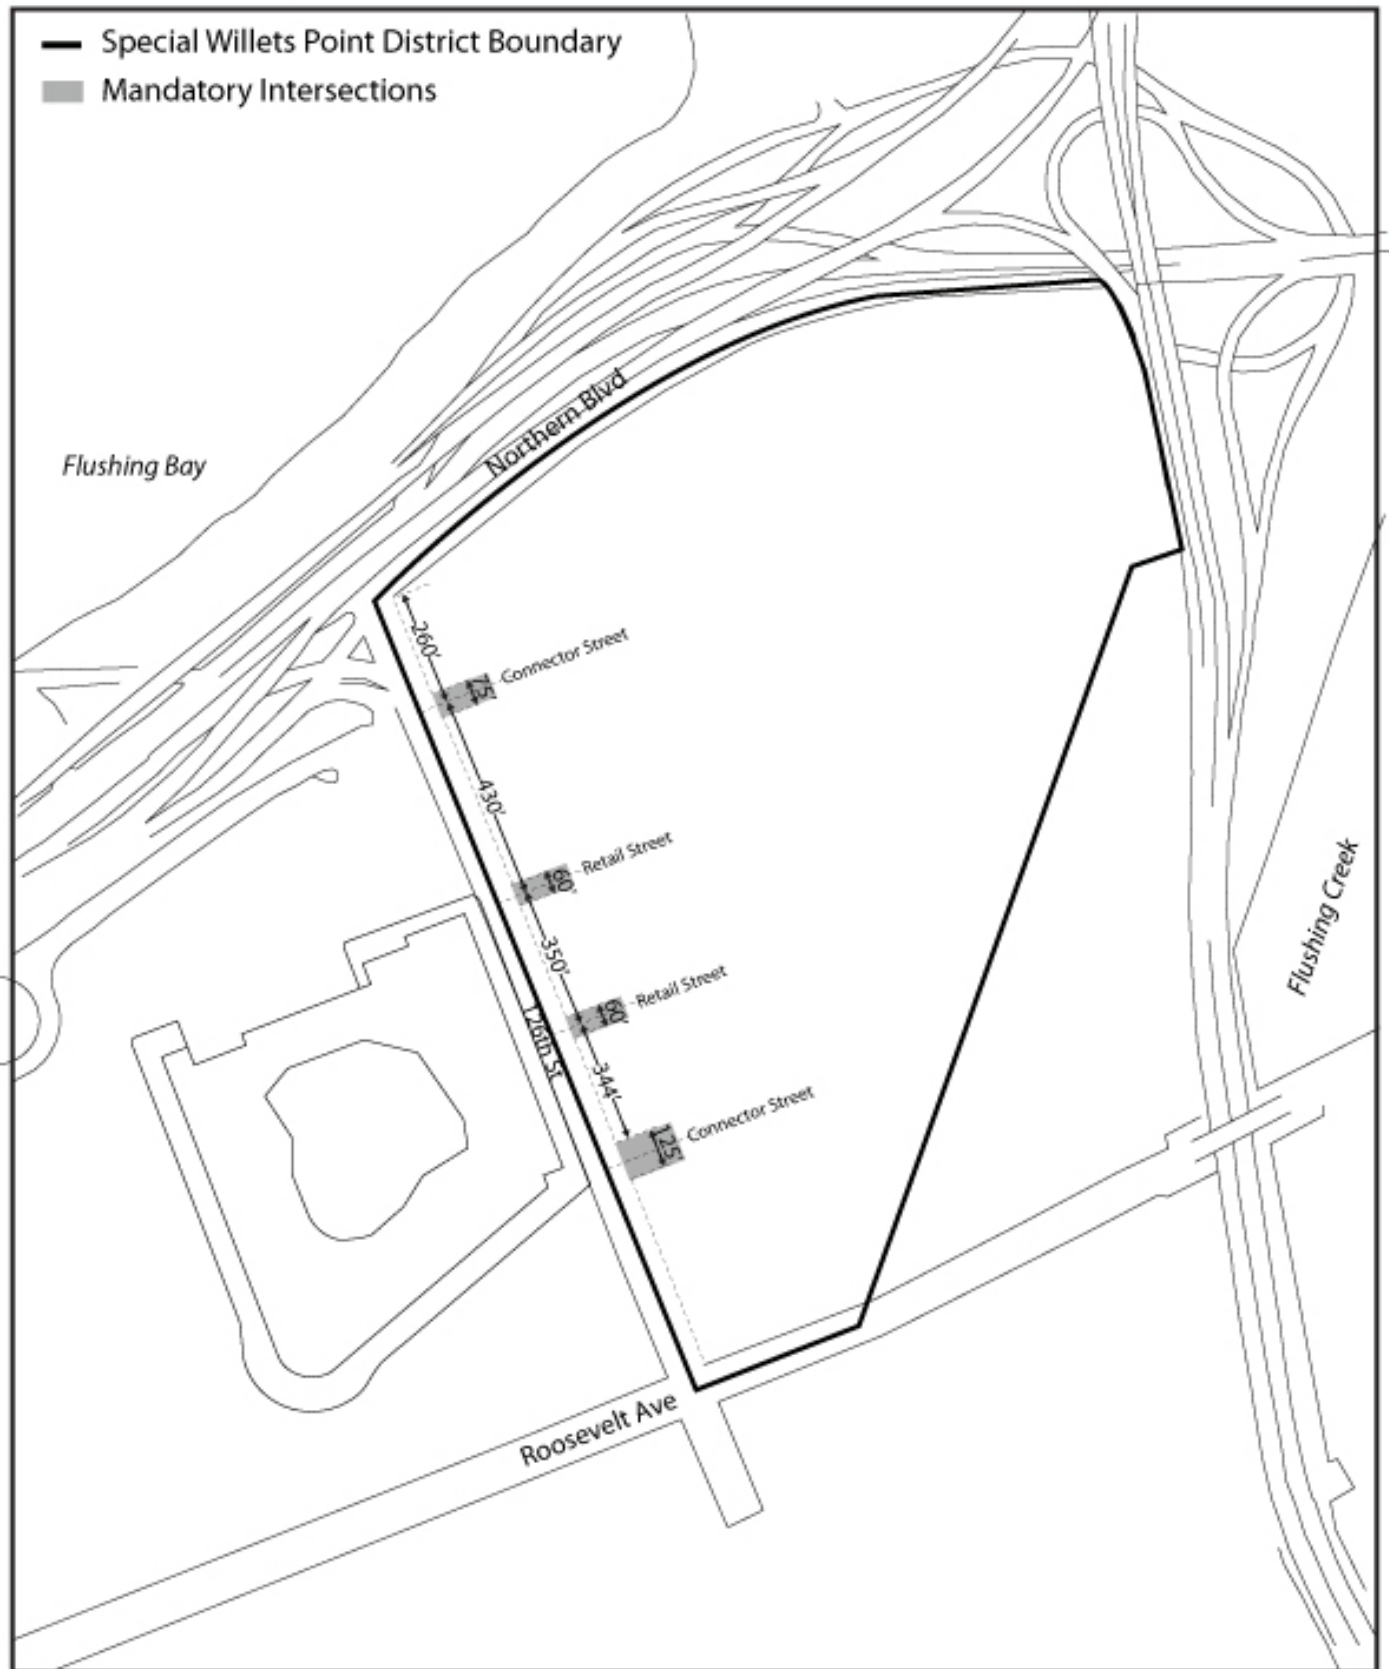 Special Willets Point District Boundary
Mandatory Intersections
Northern Blvd
Flushing Bay
260'
Connector Street
75'
430'
Retail Street
60'
Flushing Creek
350'
Retail Street
60'
126th St
344'
Connector Street
125'
Roosevelt Ave